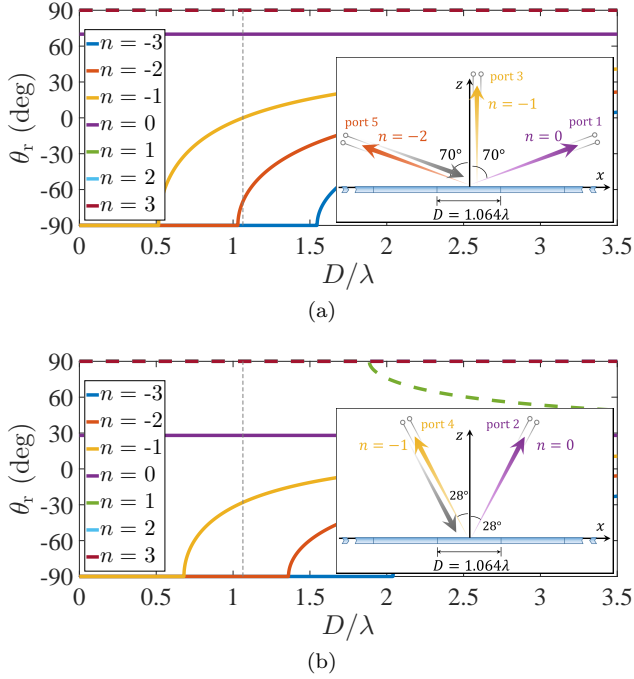 90
60
30
0
-30
-60
-90
θr (deg)
n = -3
n = -2
n = -1
n = 0
n = 1
n = 2
n = 3
z
port 3
n = −1
port 5
n = −2
port 1
n = 0
70°
70°
x
D = 1.064λ
0
0.5
1
1.5
2
2.5
3
3.5
D/λ
(a)
90
60
30
0
-30
-60
-90
θr (deg)
n = -3
n = -2
n = -1
n = 0
n = 1
n = 2
n = 3
port 4
port 2
z
n = −1
n = 0
28°
28°
x
D = 1.064λ
0
0.5
1
1.5
2
2.5
3
3.5
D/λ
(b)